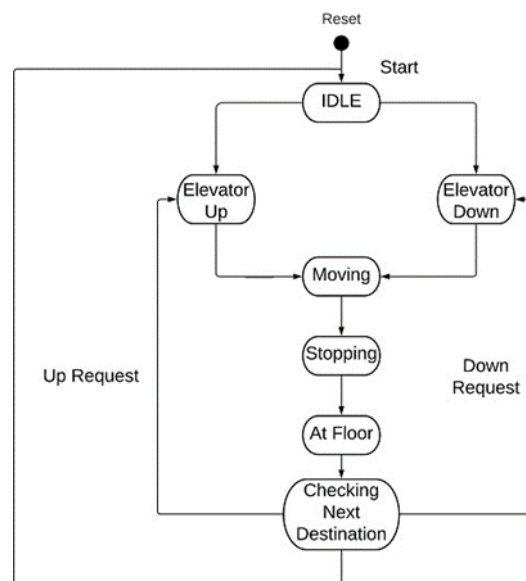 Reset
Start
IDLE
Elevator
Up
Elevator
Down
Moving
Stopping
Up Request
Down
Request
At Floor
Checking
Next
Destination